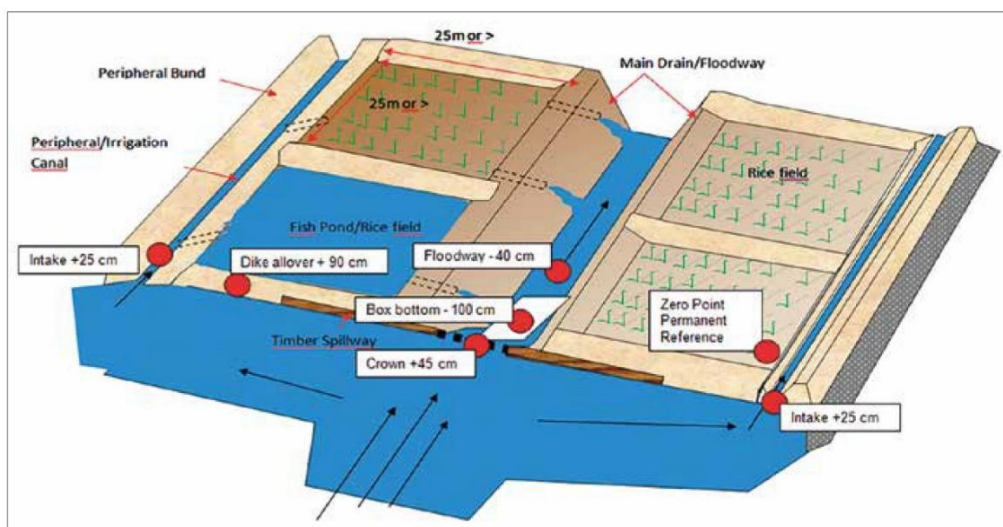 25m or >
Peripheral Bund
Main Drain/Floodway
25m or >
Peripheral/Irrigation
Canal
Rice field
Fish Pond/Rice field
Intake +25 cm
Dike allover + 90 cm
Floodway - 40 cm
Box bottom - 100 cm
Zero Point
Permanent
Reference
Timber Spillway
Crown +45 cm
Intake +25 cm